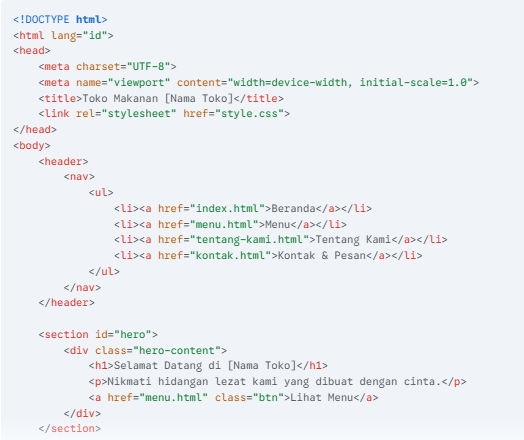 <!DOCTYPE html>
<html lang="id">
<head>
    <meta charset="UTF-8">
    <meta name="viewport" content="width=device-width, initial-scale=1.0">
    <title>Toko Makanan [Nama Toko]</title>
    <link rel="stylesheet" href="style.css">
</head>
<body>
    <header>
        <nav>
            <ul>
                <li><a href="index.html">Beranda</a></li>
                <li><a href="menu.html">Menu</a></li>
                <li><a href="tentang-kami.html">Tentang Kami</a></li>
                <li><a href="kontak.html">Kontak & Pesan</a></li>
            </ul>
        </nav>
    </header>

    <section id="hero">
        <div class="hero-content">
            <h1>Selamat Datang di [Nama Toko]</h1>
            <p>Nikmati hidangan lezat kami yang dibuat dengan cinta.</p>
            <a href="menu.html" class="btn">Lihat Menu</a>
        </div>
    </section>